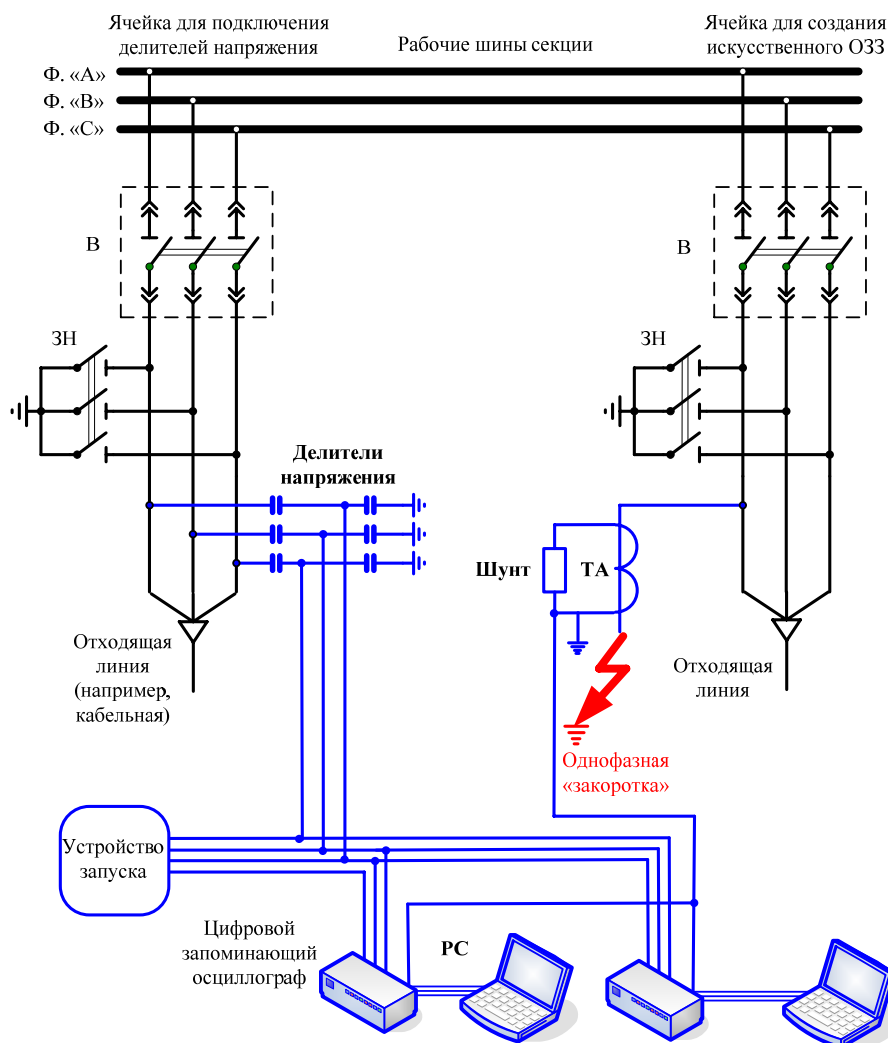 Ячейка для подключения
делителей напряжения
Рабочие шины секции
Ячейка для создания
искусственного ОЗЗ
Ф. «А»
Ф. «В»
Ф. «С»
В
В
ЗН
ЗН
Делители
напряжения
Шунт
ТА
Отходящая
линия
(например,
кабельная)
Отходящая
линия
Однофазная
«закоротка»
Устройство
запуска
Цифровой
запоминающий
осциллограф
РС